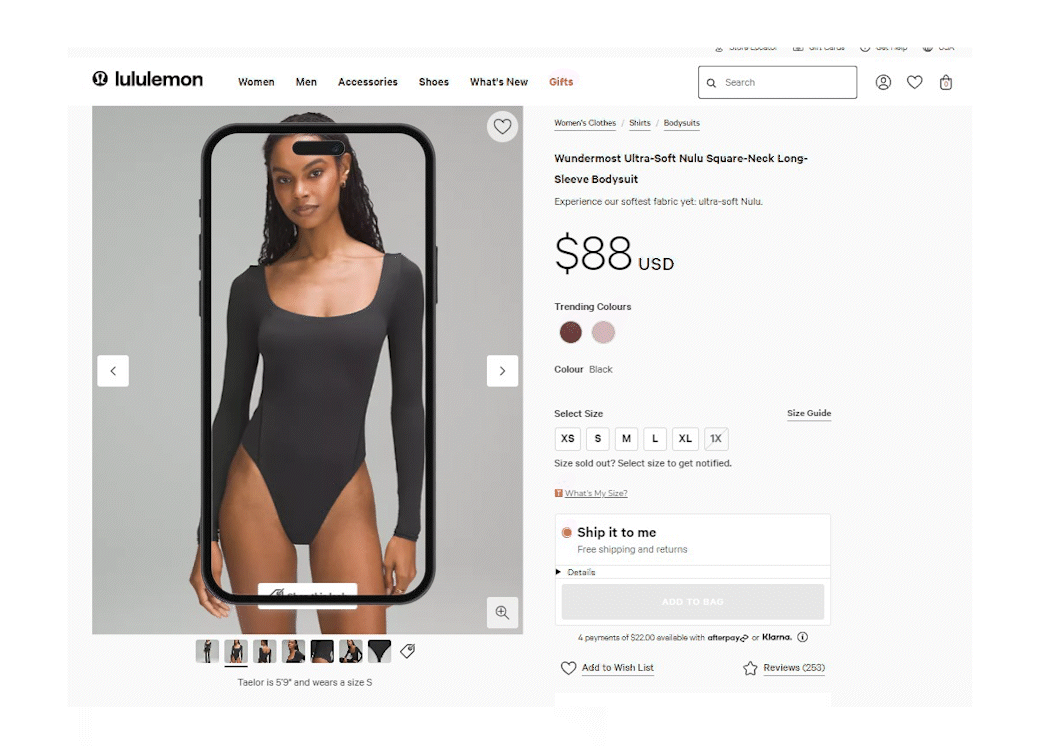 Store Locator Gift Cards Get Help USA
lululemon
Women Men Accessories Shoes What's New Gifts
Search
0
Women's Clothes / Shirts / Bodysuits
Wundermost Ultra-Soft Nulu Square-Neck Long-
Sleeve Bodysuit
Experience our softest fabric yet: ultra-soft Nulu.
$88 USD
Trending Colours
Colour Black
Select Size Size Guide
XS S M L XL 1X
Size sold out? Select size to get notified.
What's My Size?
Ship it to me
Free shipping and returns
Details
ADD TO BAG
4 payments of $22.00 available with afterpay or Klarna.
Add to Wish List Reviews (253)
Taelor is 5'9" and wears a size S